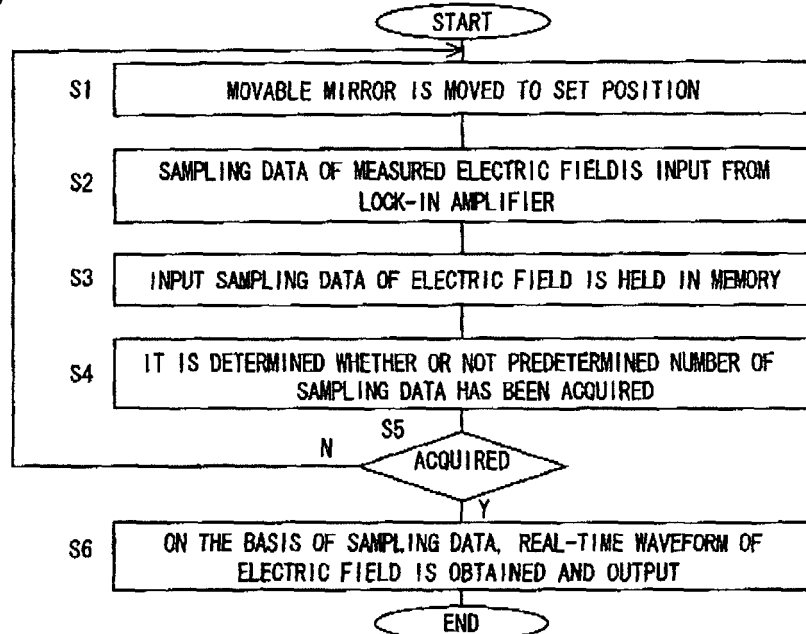 START
S1
MOVABLE MIRROR IS MOVED TO SET POSITION
S2
SAMPLING DATA OF MEASURED ELECTRIC FIELDIS INPUT FROM
LOCK-IN AMPLIFIER
S3
INPUT SAMPLING DATA OF ELECTRIC FIELD IS HELD IN MEMORY
S4
IT IS DETERMINED WHETHER OR NOT PREDETERMINED NUMBER OF
SAMPLING DATA HAS BEEN ACQUIRED
S5
N
ACQUIRED
Y
S6
ON THE BASIS OF SAMPLING DATA, REAL-TIME WAVEFORM OF
ELECTRIC FIELD IS OBTAINED AND OUTPUT
END